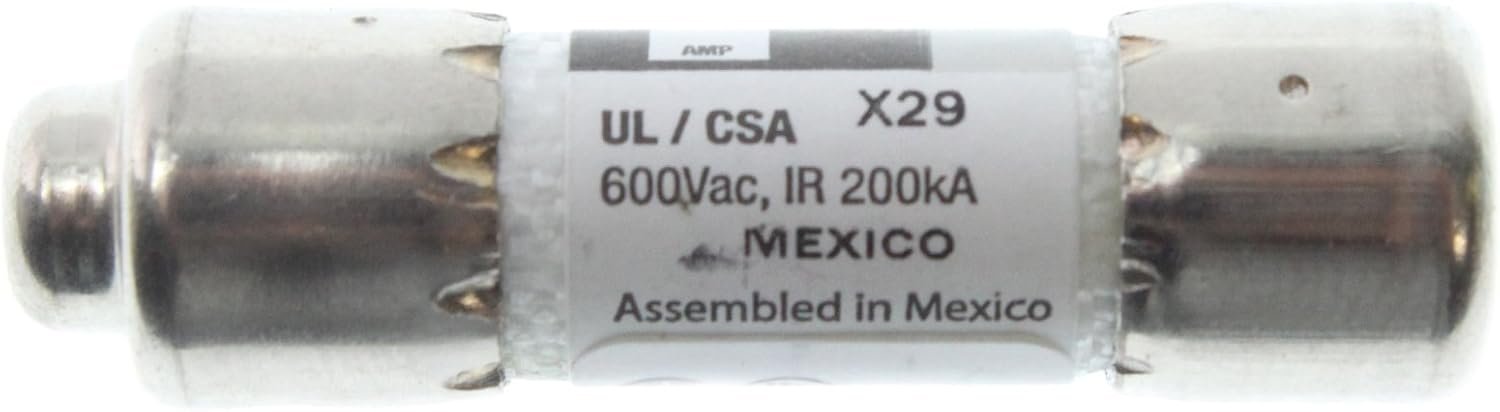 AMP
UL / CSA X29
600Vac, IR 200kA
MEXICO
Assembled in Mexico